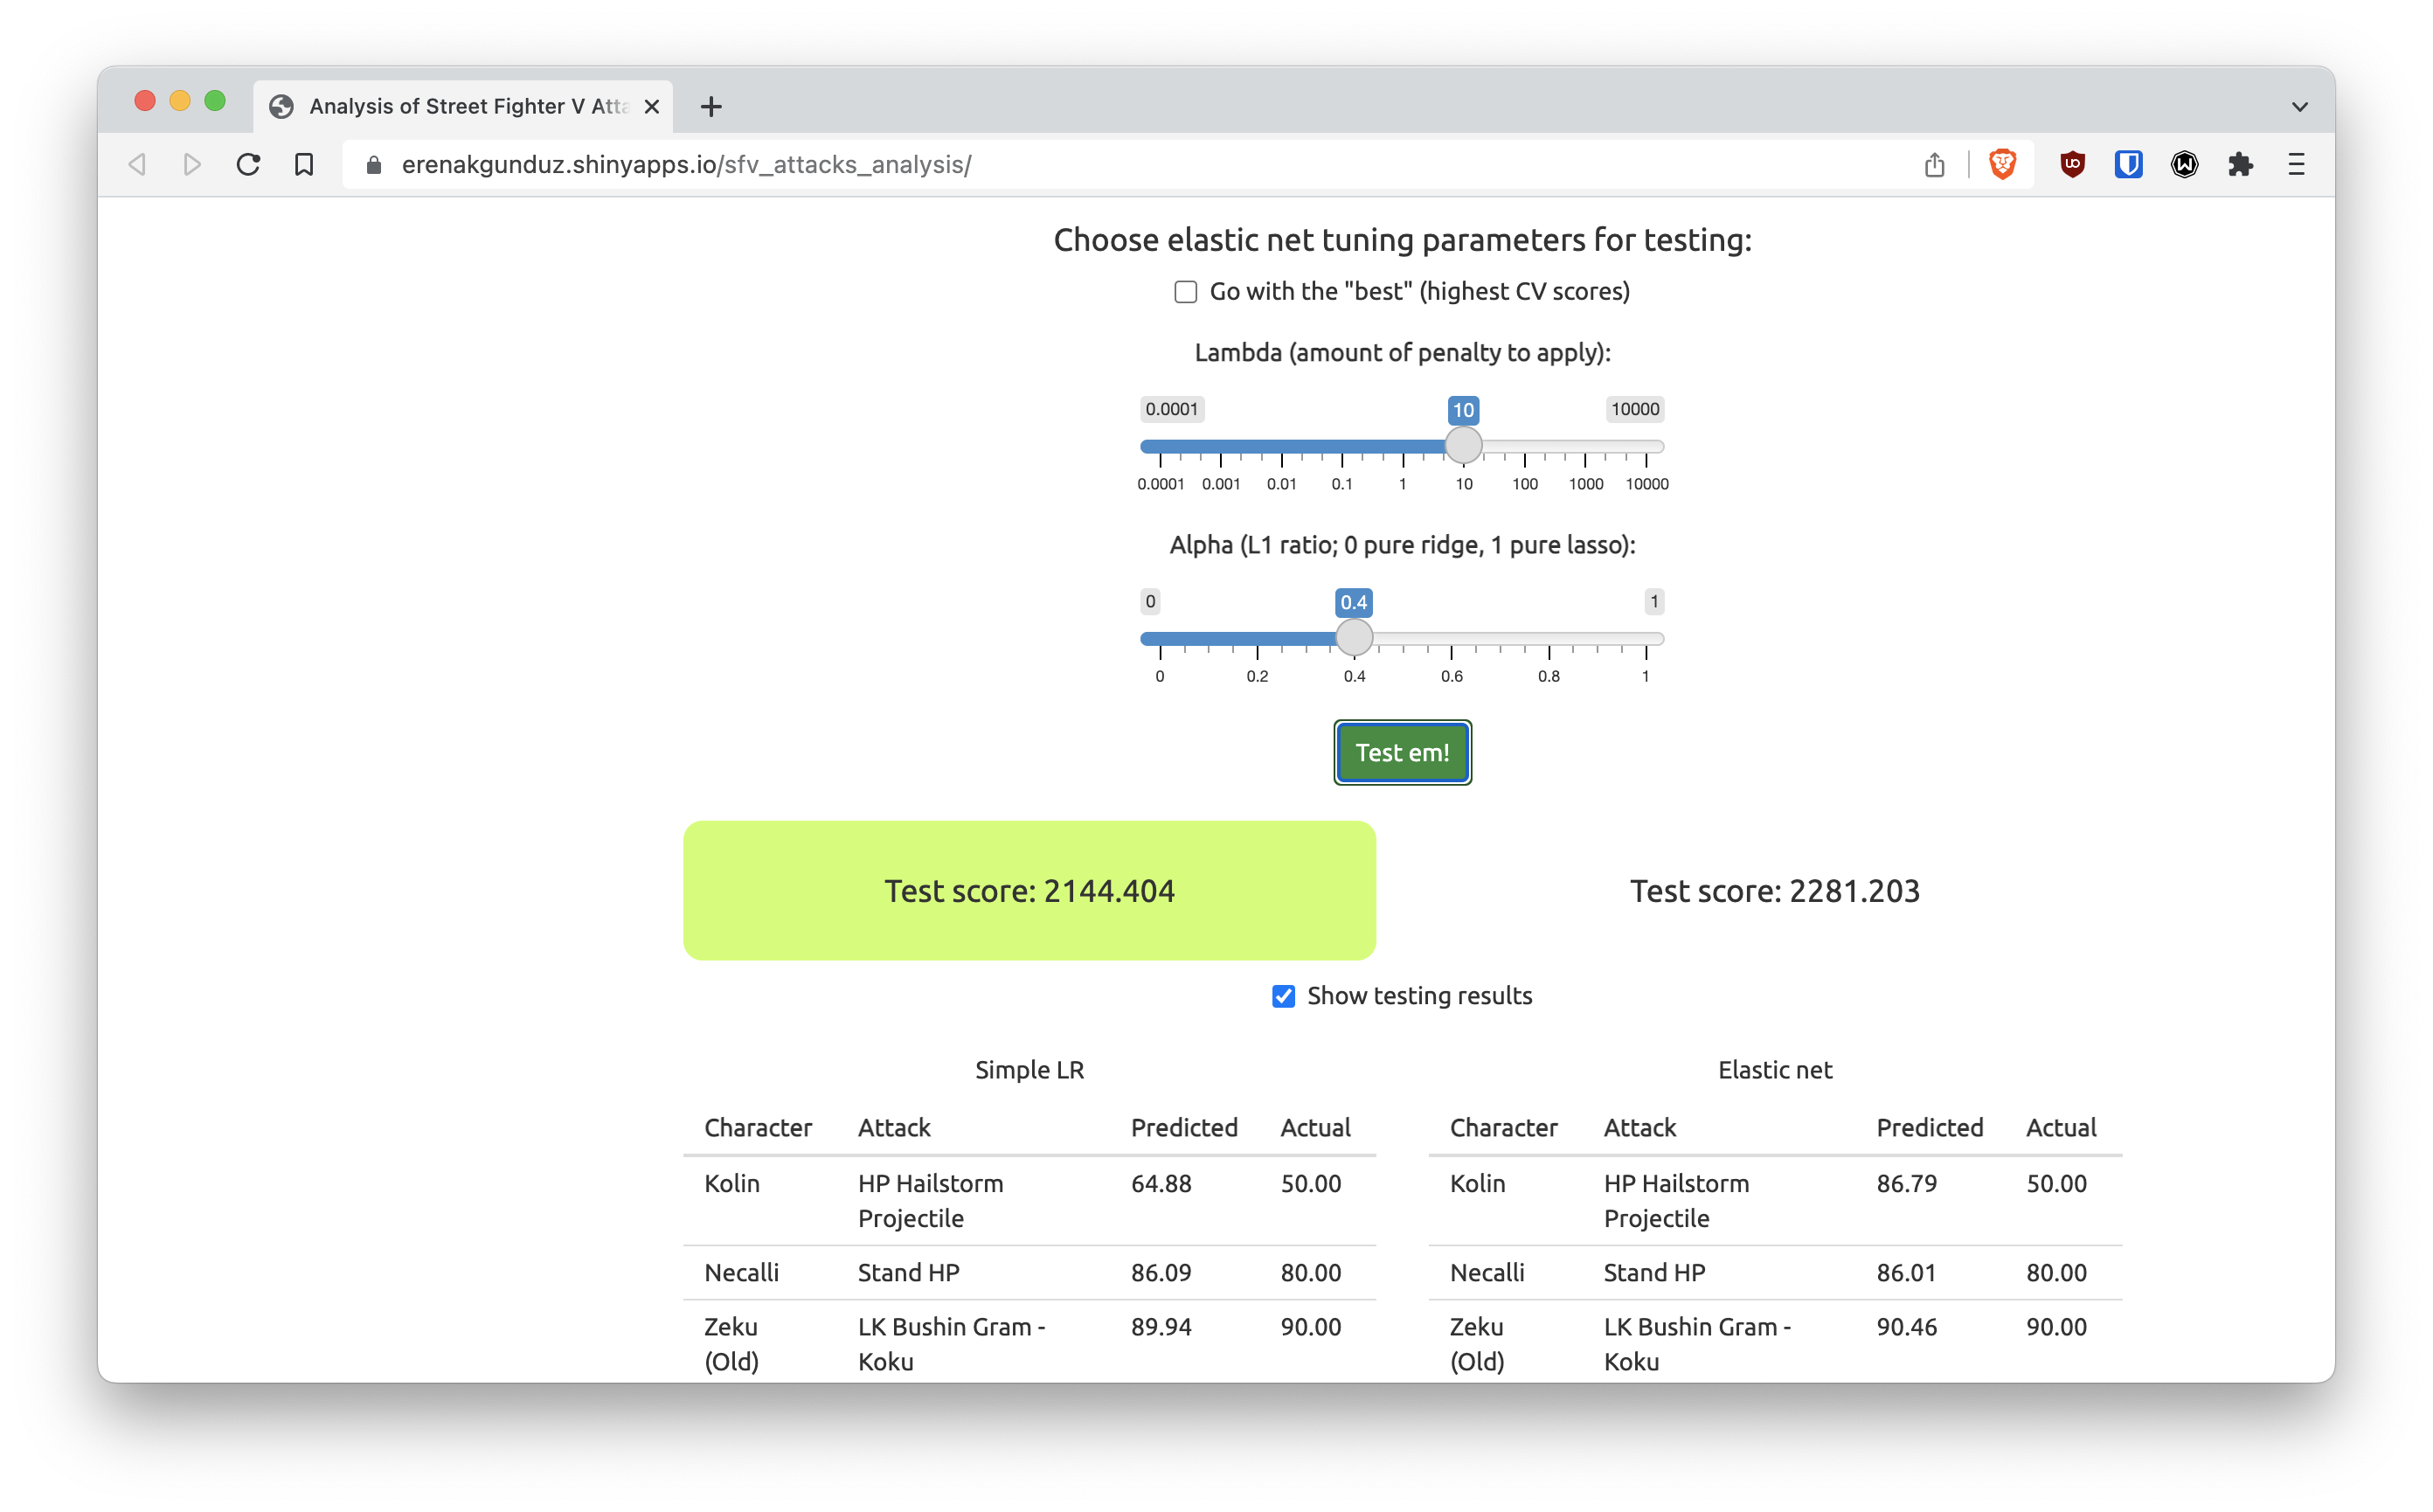 Analysis of Street Fighter V Atta
erenakgunduz.shinyapps.io/sfv_attacks_analysis/
Choose elastic net tuning parameters for testing:
Go with the "best" (highest CV scores)
Lambda (amount of penalty to apply):
0.0001 10 10000
0.0001 0.001 0.01 0.1 1 10 100 1000 10000
Alpha (L1 ratio; 0 pure ridge, 1 pure lasso):
0 0.4 1
0 0.2 0.4 0.6 0.8 1
Test em!
Test score: 2144.404
Test score: 2281.203
Show testing results
Simple LR
Character Attack Predicted Actual
Kolin HP Hailstorm 64.88 50.00
Projectile
Necalli Stand HP 86.09 80.00
Zeku LK Bushin Gram - 89.94 90.00
(Old) Koku
Elastic net
Character Attack Predicted Actual
Kolin HP Hailstorm 86.79 50.00
Projectile
Necalli Stand HP 86.01 80.00
Zeku LK Bushin Gram - 90.46 90.00
(Old) Koku